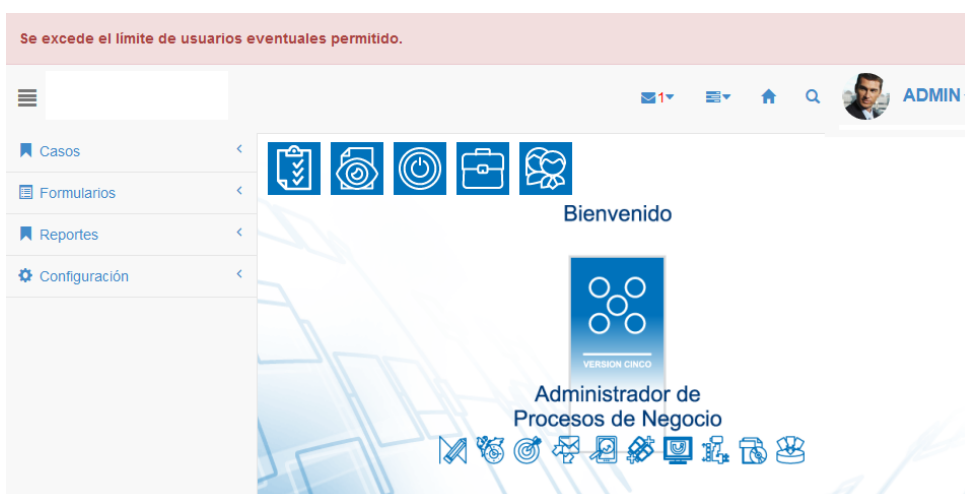 Se excede el límite de usuarios eventuales permitido.
1
ADMIN
Casos
Formularios
Reportes
Configuración
Bienvenido
VERSION CINCO
Administrador de
Procesos de Negocio